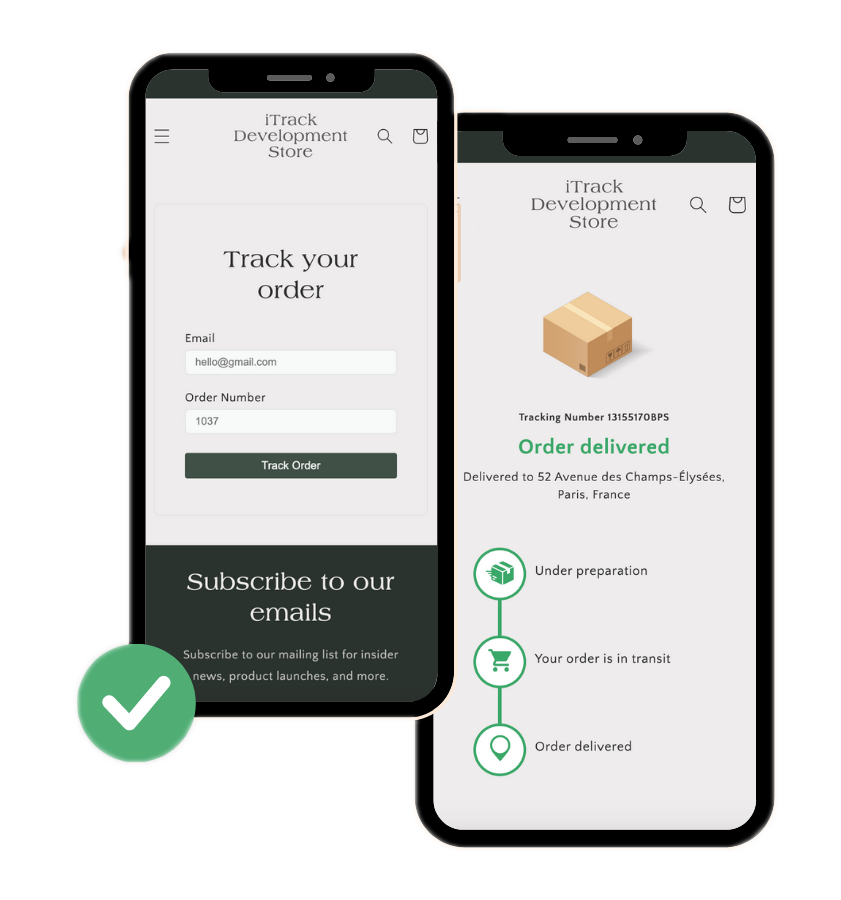 iTrack
Development
Store
Track your
order
Email
hello@gmail.com
Order Number
1037
Track Order
Subscribe to our
emails
Subscribe to our mailing list for insider
news, product launches, and more.
iTrack
Development
Store
Tracking Number 13155170BPS
Order delivered
Delivered to 52 Avenue des Champs-Élysées,
Paris, France
Under preparation
Your order is in transit
Order delivered